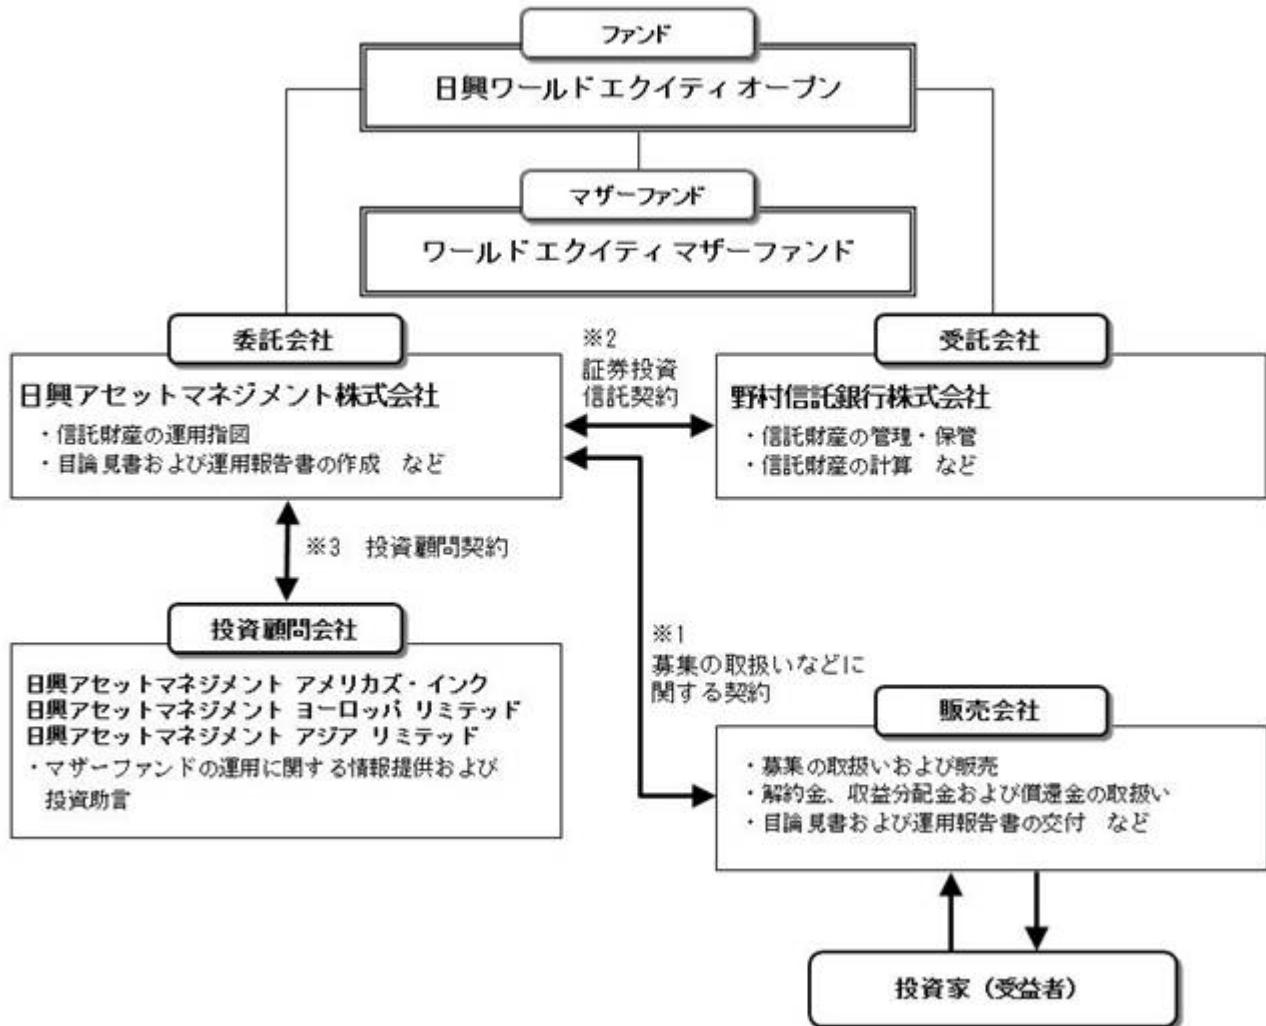 ファンド
日興ワールドエクイティオープン
マザーファンド
ワールドエクイティマザーファンド
委託会社
日興アセットマネジメント株式会社
・信託財産の運用指図
・目論見書および運用報告書の作成 など
※2
証券投資
信託契約
受託会社
野村信託銀行株式会社
・信託財産の管理・保管
・信託財産の計算 など
※3 投資顧問契約
投資顧問会社
日興アセットマネジメント アメリカズ・インク
日興アセットマネジメント ヨーロッパ リミテッド
日興アセットマネジメント アジア リミテッド
・マザーファンドの運用に関する情報提供および
投資助言
※1
募集の取扱いなどに
関する契約
販売会社
・募集の取扱いおよび販売
・解約金、収益分配金および償還金の取扱い
・目論見書および運用報告書の交付 など
投資家（受益者）